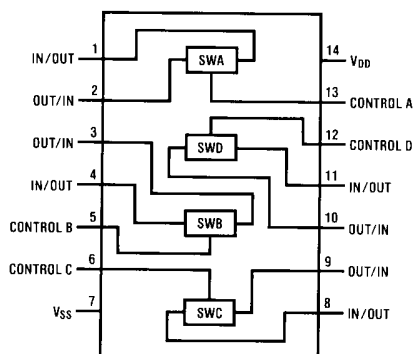 IN/OUT 1
SWA
14 VDD
OUT/IN 2
13 CONTROL A
OUT/IN 3
SWD
12 CONTROL D
IN/OUT 4
11 IN/OUT
CONTROL B 5
SWB
10 OUT/IN
CONTROL C 6
9 OUT/IN
VSS 7
SWC
8 IN/OUT